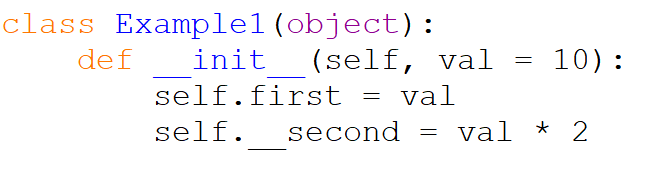 class Example1(object):
    def __init__(self, val = 10):
        self.first = val
        self.__second = val * 2